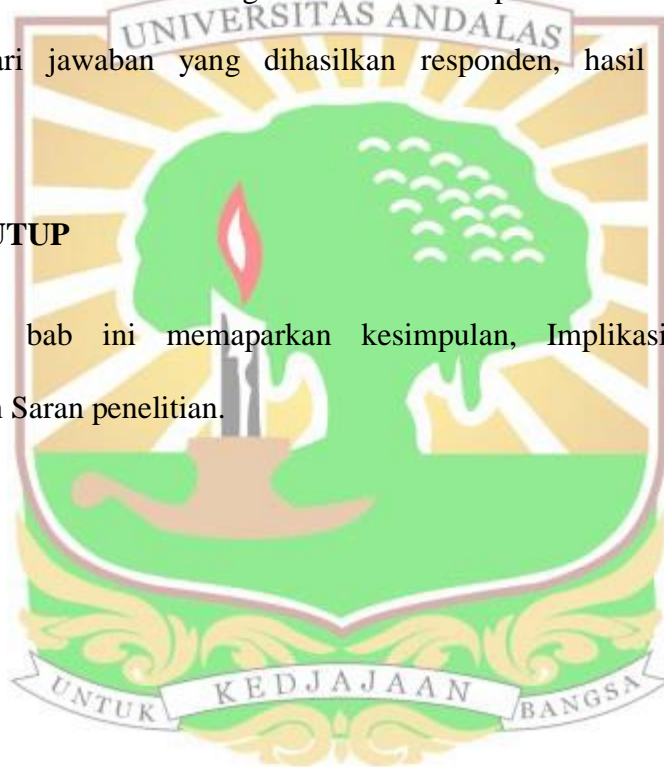 UNIVERSITAS ANDALAS
ari jawaban yang dihasilkan responden, hasil
UTUP
bab ini memaparkan kesimpulan, Implikasi
n Saran penelitian.
UNTUK KEDJAJAAN BANGSA